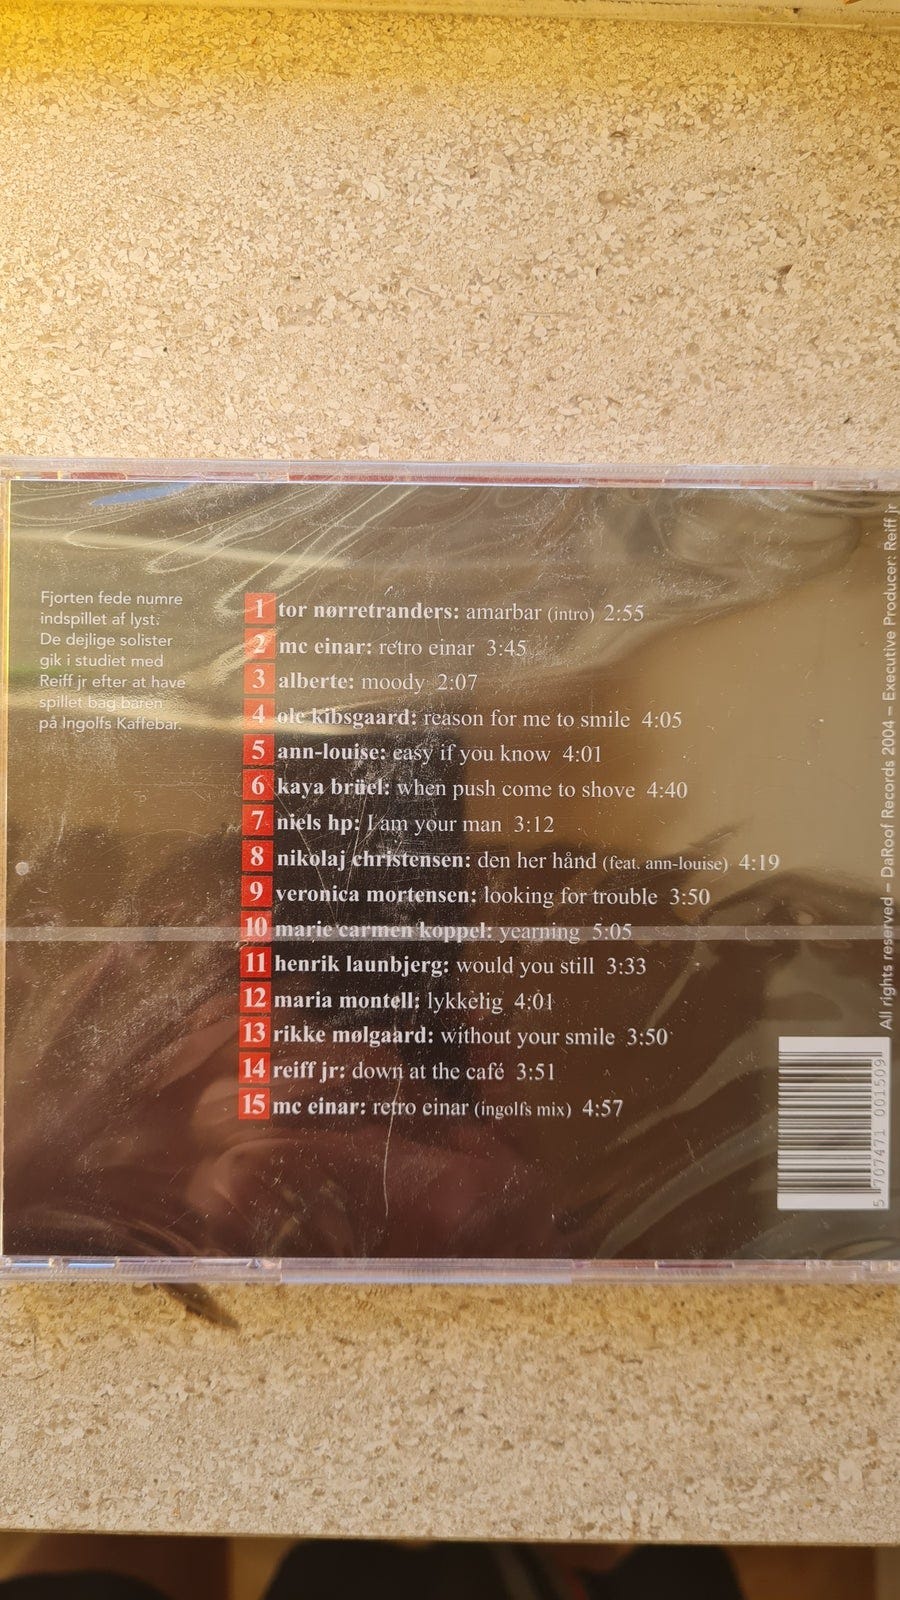 Fjorten fede numre
indspillet af lyst.
De dejlige solister
gik i studiet med
Reiff jr efter at have
spillet bag baren
på Ingolfs Kaffebar.
1 tor nørretranders: amarbar (intro) 2:55
2 mc einar: retro einar 3:45
3 alberte: moody 2:07
4 ole kibsgaard: reason for me to smile 4:05
5 ann-louise: easy if you know 4:01
6 kaya brüel: when push come to shove 4:40
7 niels hp: I am your man 3:12
8 nikolaj christensen: den her hånd (feat. ann-louise) 4:19
9 veronica mortensen: looking for trouble 3:50
10 marie carmen koppel: yearning 5:05
11 henrik launbjerg: would you still 3:33
12 maria montell: lykkelig 4:01
13 rikke mølgaard: without your smile 3:50
14 reiff jr: down at the café 3:51
15 mc einar: retro einar (ingolfs mix) 4:57
All rights reserved – DaRoof Records 2004 – Executive Producer: Reiff jr
5 707471 001509